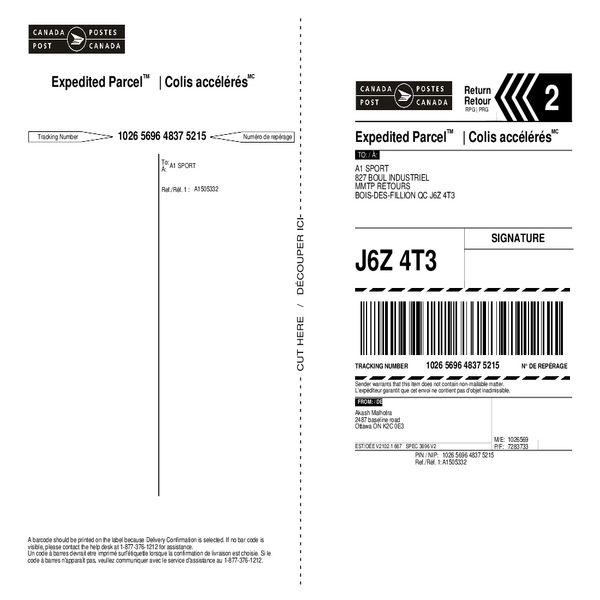 CANADA POSTES
POST CANADA
Expedited Parcel™ | Colis accélérésMC
Tracking Number 1026 5696 4837 5215 Numéro de repérage
To:
A: A1 SPORT
Ref./Réf. 1 : A1505332
A barcode should be printed on the label because Delivery Confirmation is selected. If no bar code is
visible, please contact the help desk at 1-877-376-1212 for assistance.
Un code à barres devrait etre imprimé surl'étiquette lorsque la confirmation de livraison est choisie. Si le
code à barres n'apparaît pas, veuillez communiquer avec le service d'assistance au 1-877-376-1212.
CUT HERE / DÉCOUPER ICI
CANADA POSTES
POST CANADA
Return
Retour
RPG | PRG
2
Expedited Parcel™ | Colis accélérésMC
TO: / À:
A1 SPORT
827 BOUL INDUSTRIEL
MMTP RETOURS
BOIS-DES-FILLION QC J6Z 4T3
J6Z 4T3
SIGNATURE
TRACKING NUMBER 1026 5696 4837 5215 N° DE REPÉRAGE
Sender warrants that this item does not contain non-mailable matter.
L'expéditeur garantit que cet envoi ne contient pas d'objet inadmissible.
FROM: / DE
Akash Malhotra
2487 baseline road
Ottawa ON K2C 0E3
EST/OÉE V2102.1.667 SPEC 3696 V2
M/E: 1026569
P/F: 7283733
PIN / NIP: 1026 5696 4837 5215
Ref./Réf. 1: A1505332